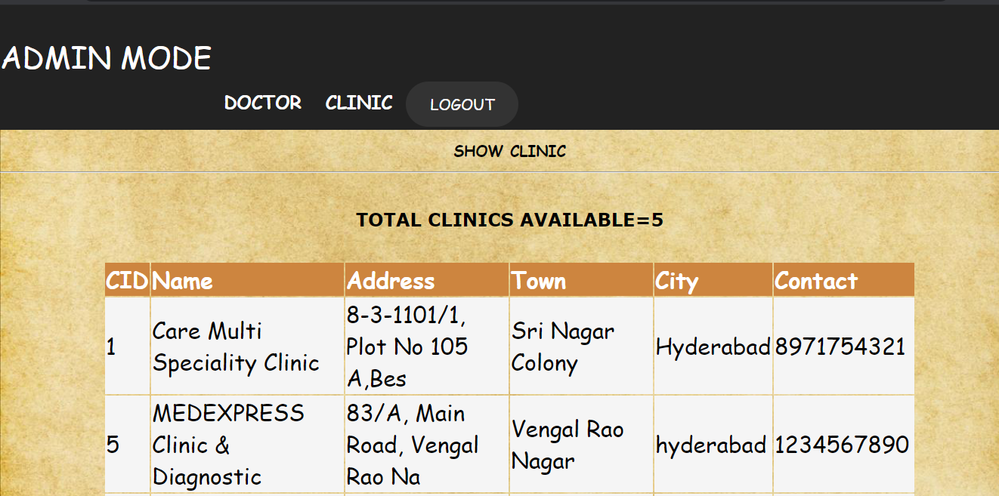 ADMIN MODE
DOCTOR CLINIC LOGOUT
SHOW CLINIC
TOTAL CLINICS AVAILABLE=5
CID Name Address Town City Contact
1 Care Multi Speciality Clinic 8-3-1101/1, Plot No 105 A,Bes Sri Nagar Colony Hyderabad 8971754321
5 MEDEXPRESS Clinic & Diagnostic 83/A, Main Road, Vengal Rao Na Vengal Rao Nagar hyderabad 1234567890